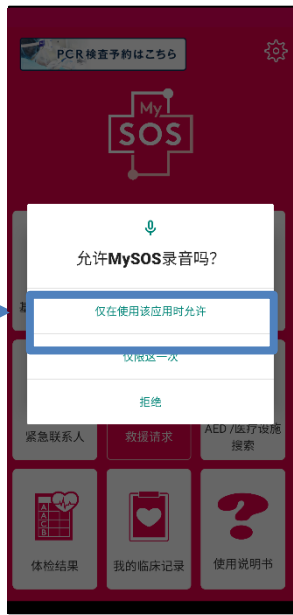 PCR検査予約はこちら
My
SOS
允许MySOS录音吗?
仅在使用该应用时允许
仅限这一次
拒绝
紧急联系人
救援请求
AED /医疗设施
搜索
A
A
C
B
体检结果
我的临床记录
使用说明书